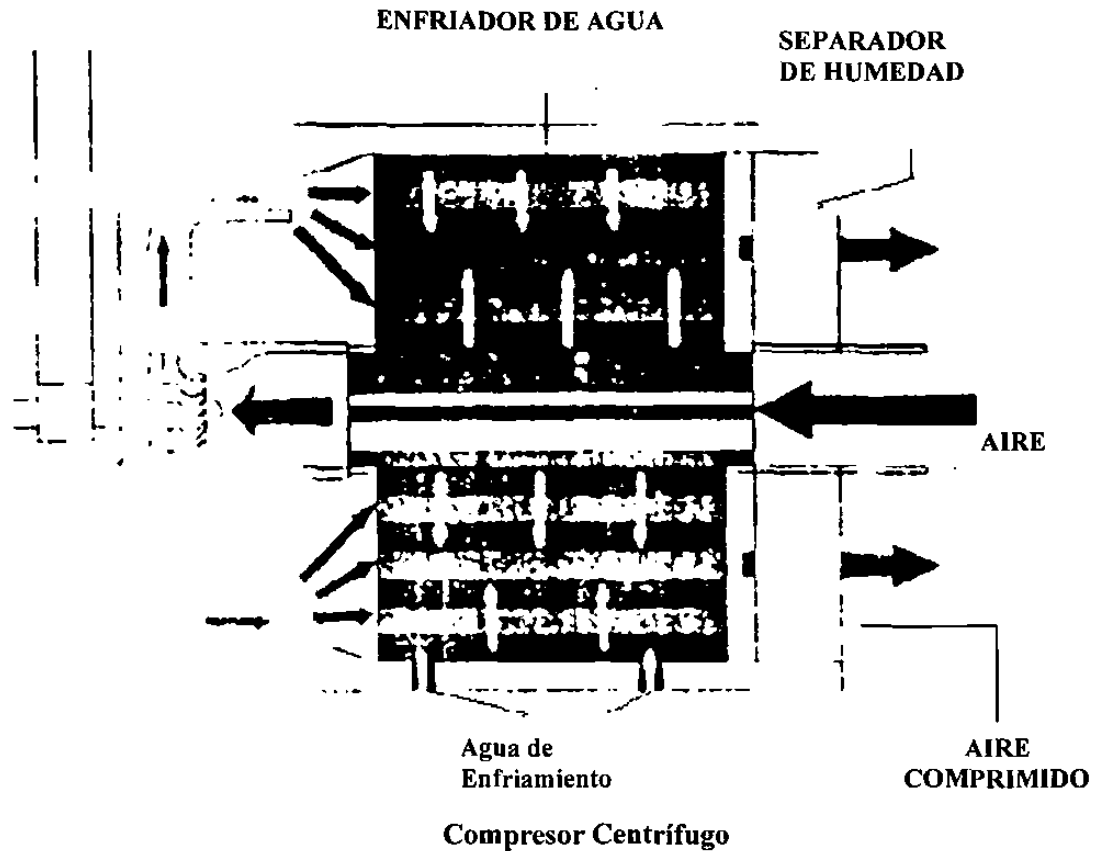 ENFRIADOR DE AGUA
SEPARADOR
DE HUMEDAD
AIRE
Agua de
Enfriamiento
AIRE
COMPRIMIDO
Compresor Centrífugo